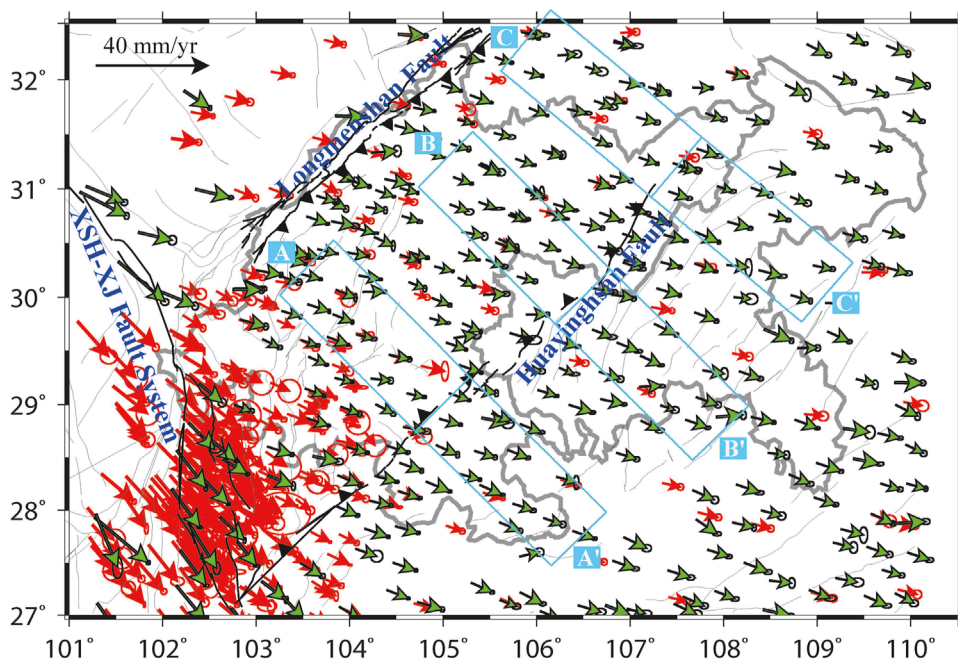 40 mm/yr
C
32°
Longmenshan Fault
B
31°
XSH-XJ Fault System
A
Huayinghsan Fault
30°
C'
29°
B'
28°
A'
27°
101° 102° 103° 104° 105° 106° 107° 108° 109° 110°